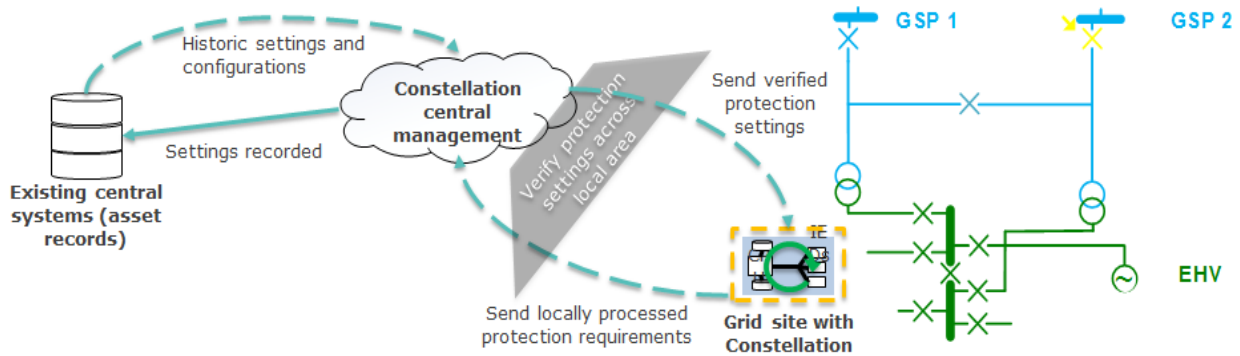 Historic settings and
configurations
Constellation
central
management
Settings recorded
Existing central
systems (asset
records)
Verify protection
settings across
local area
Send verified
protection
settings
Send locally processed
protection requirements
IE
Ds
Grid site with
Constellation
GSP 1
GSP 2
EHV